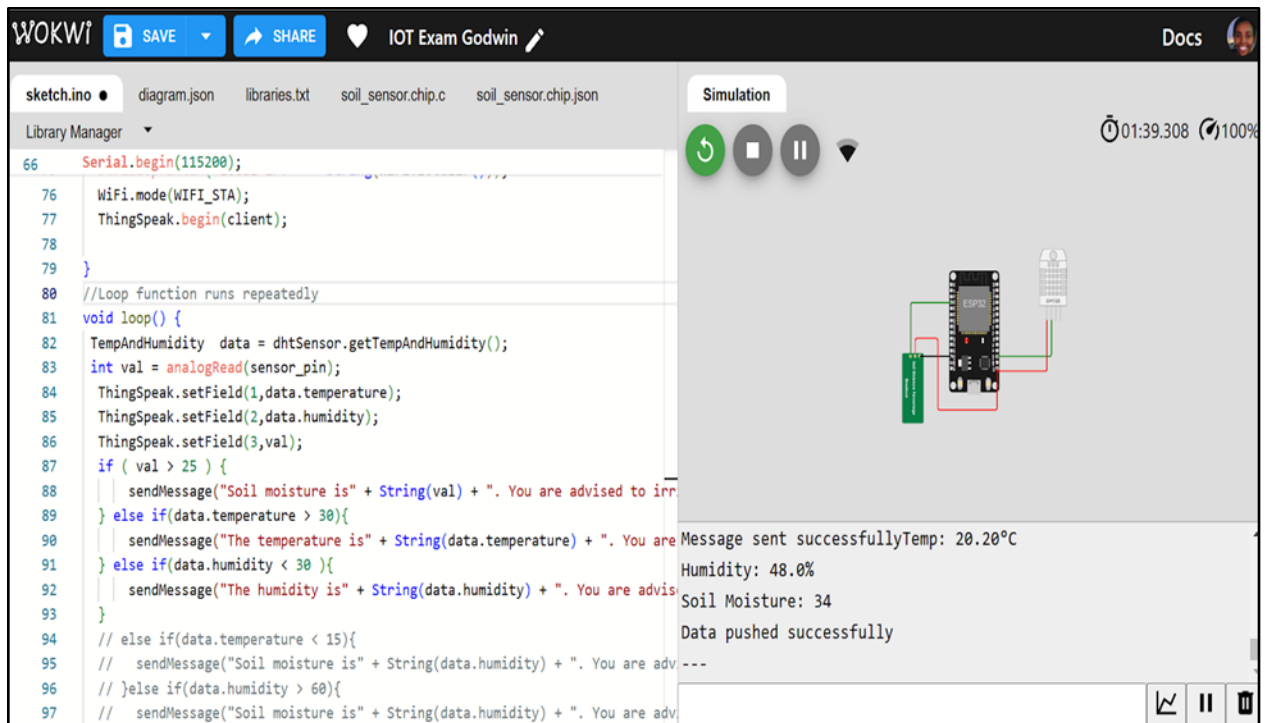 WOKWI SAVE SHARE IOT Exam Godwin Docs
sketch.ino ● diagram.json libraries.txt soil_sensor.chip.c soil_sensor.chip.json
Library Manager
66 Serial.begin(115200);
76 WiFi.mode(WIFI_STA);
77 ThingSpeak.begin(client);
78
79 }
80 //Loop function runs repeatedly
81 void loop() {
82 TempAndHumidity  data = dhtSensor.getTempAndHumidity();
83 int val = analogRead(sensor_pin);
84 ThingSpeak.setField(1,data.temperature);
85 ThingSpeak.setField(2,data.humidity);
86 ThingSpeak.setField(3,val);
87 if ( val > 25 ) {
88 sendMessage("Soil moisture is" + String(val) + ". You are advised to irr
89 } else if(data.temperature > 30){
90 sendMessage("The temperature is" + String(data.temperature) + ". You are
91 } else if(data.humidity < 30 ){
92 sendMessage("The humidity is" + String(data.humidity) + ". You are advis
93 }
94 // else if(data.temperature < 15){
95 //   sendMessage("Soil moisture is" + String(data.humidity) + ". You are adv
96 // }else if(data.humidity > 60){
97 //   sendMessage("Soil moisture is" + String(data.humidity) + ". You are adv
Simulation
01:39.308 100%
ESP32
Message sent successfullyTemp: 20.20°C
Humidity: 48.0%
Soil Moisture: 34
Data pushed successfully
---